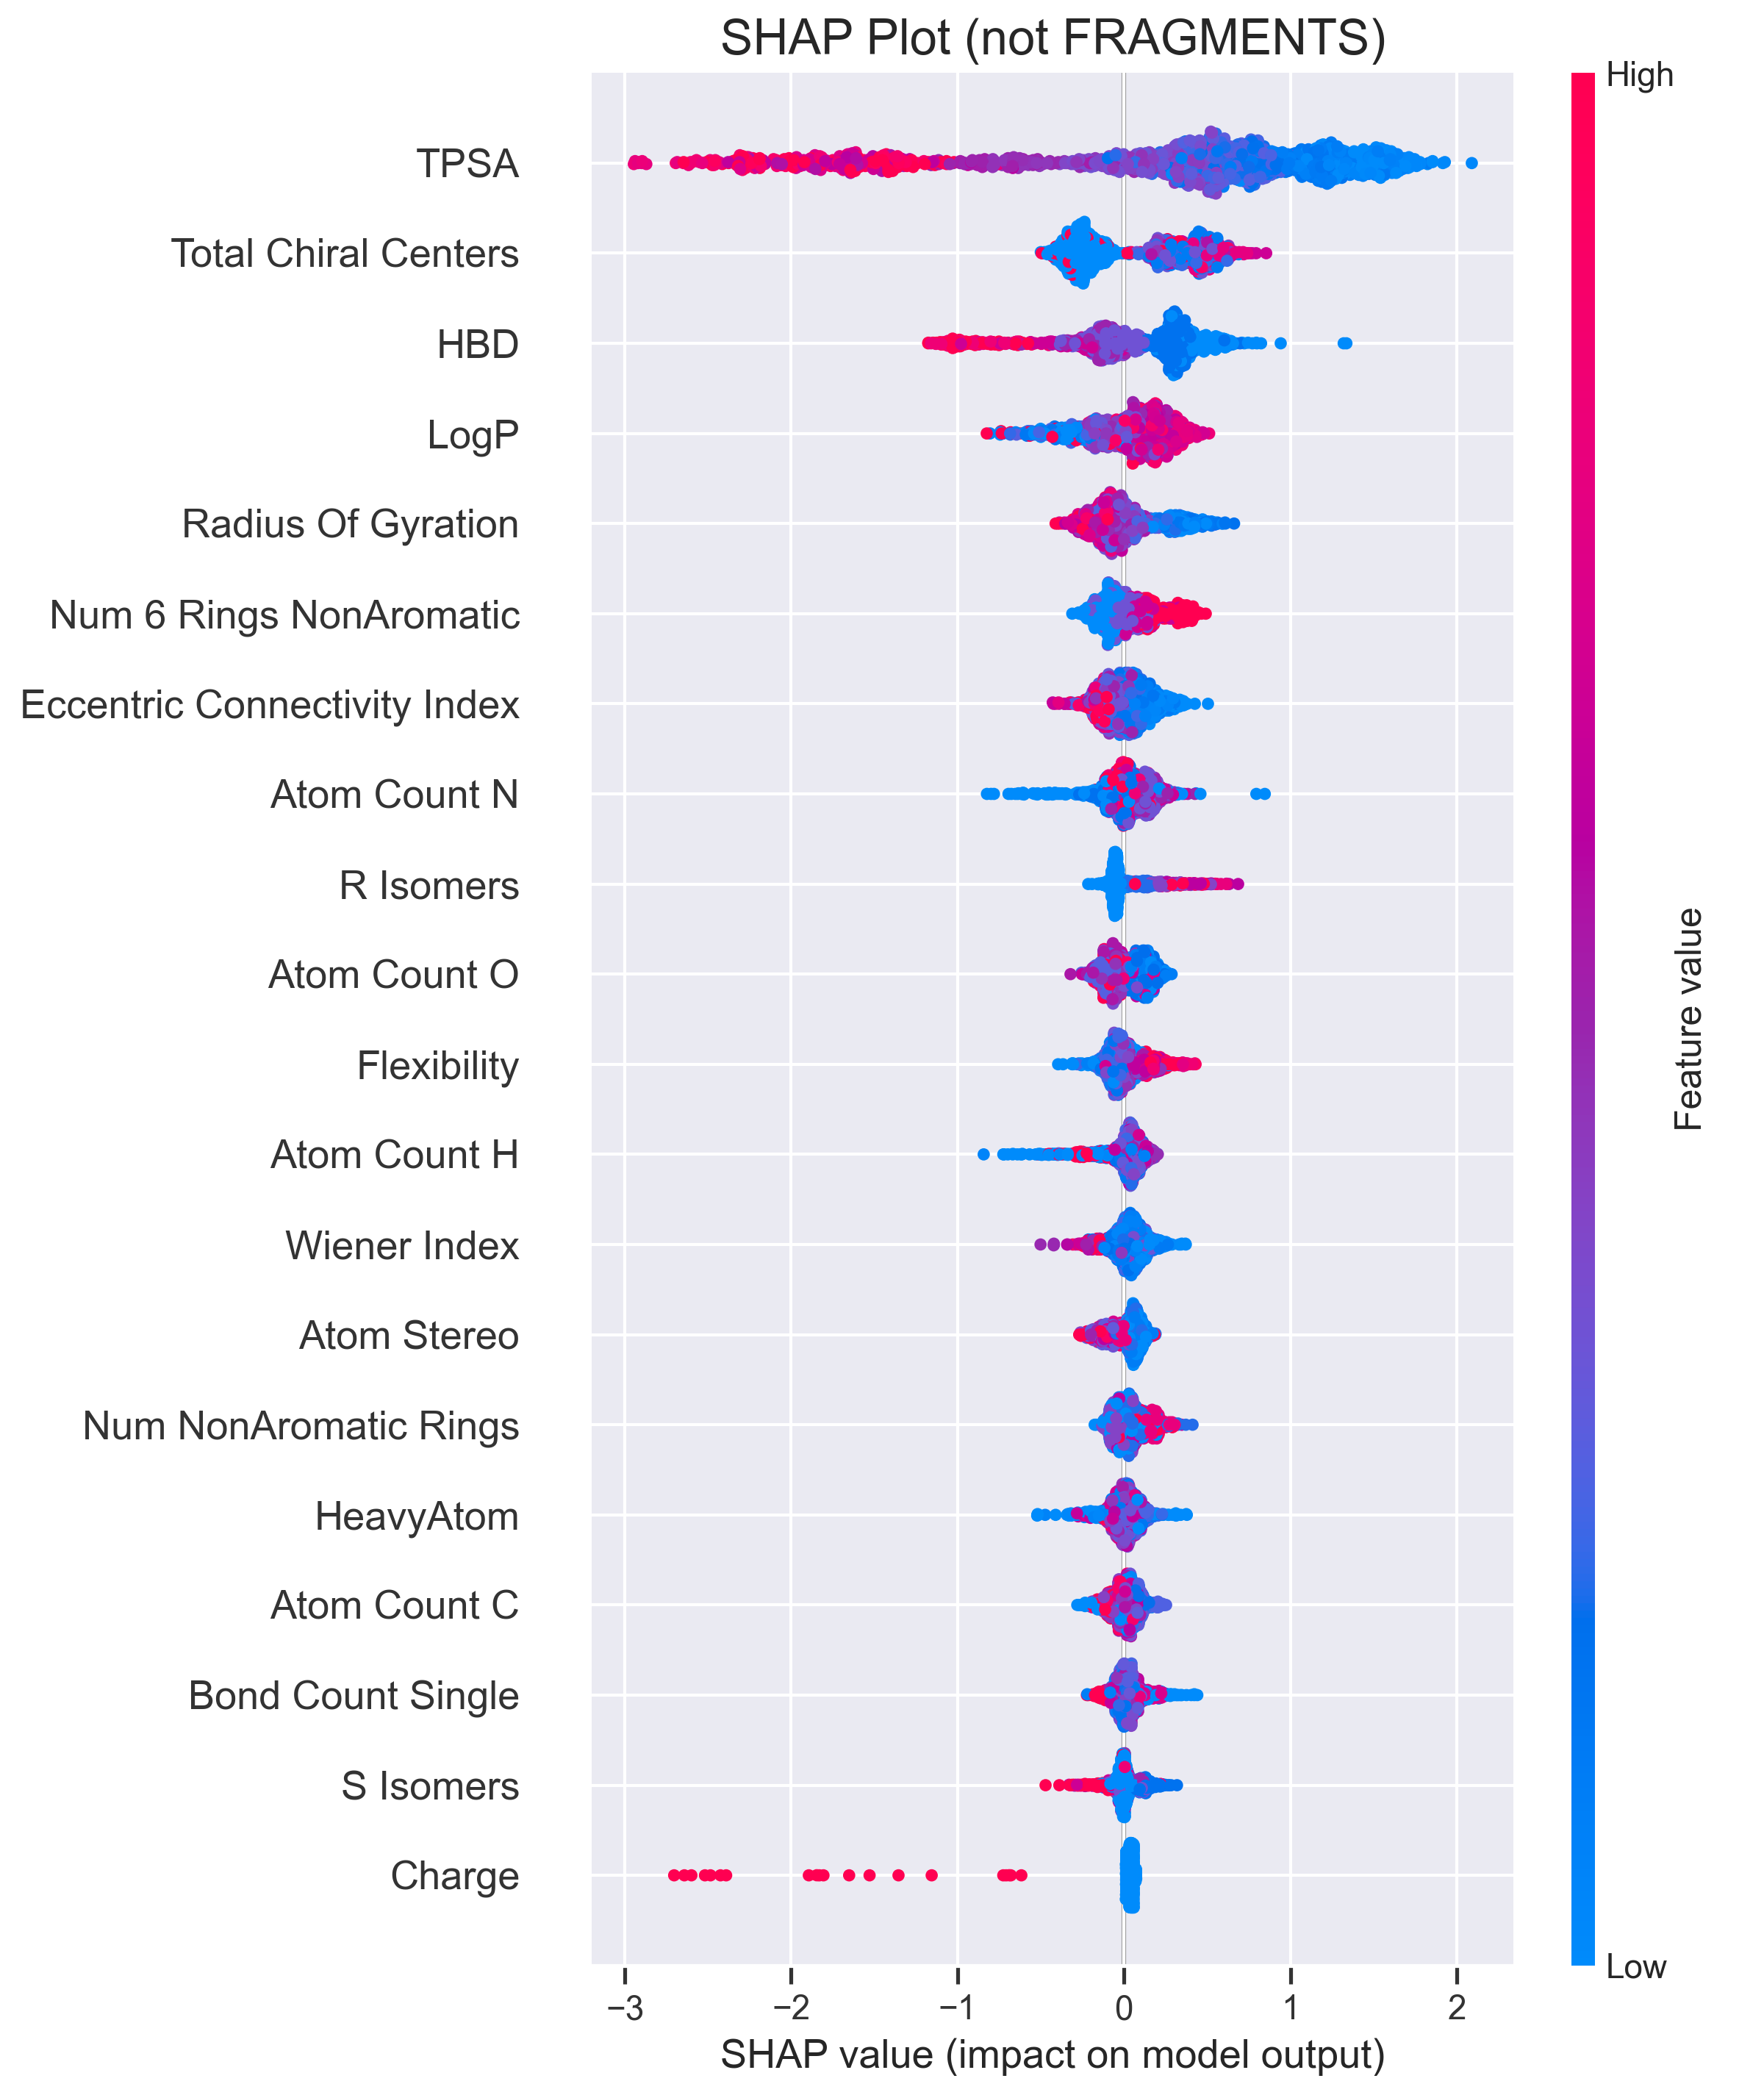 SHAP Plot (not FRAGMENTS)
High
TPSA
Total Chiral Centers
HBD
LogP
Radius Of Gyration
Num 6 Rings NonAromatic
Eccentric Connectivity Index
Atom Count N
R Isomers
Atom Count O
Flexibility
Atom Count H
Wiener Index
Atom Stereo
Num NonAromatic Rings
HeavyAtom
Atom Count C
Bond Count Single
S Isomers
Charge
Feature value
Low
−3 −2 −1 0 1 2
SHAP value (impact on model output)